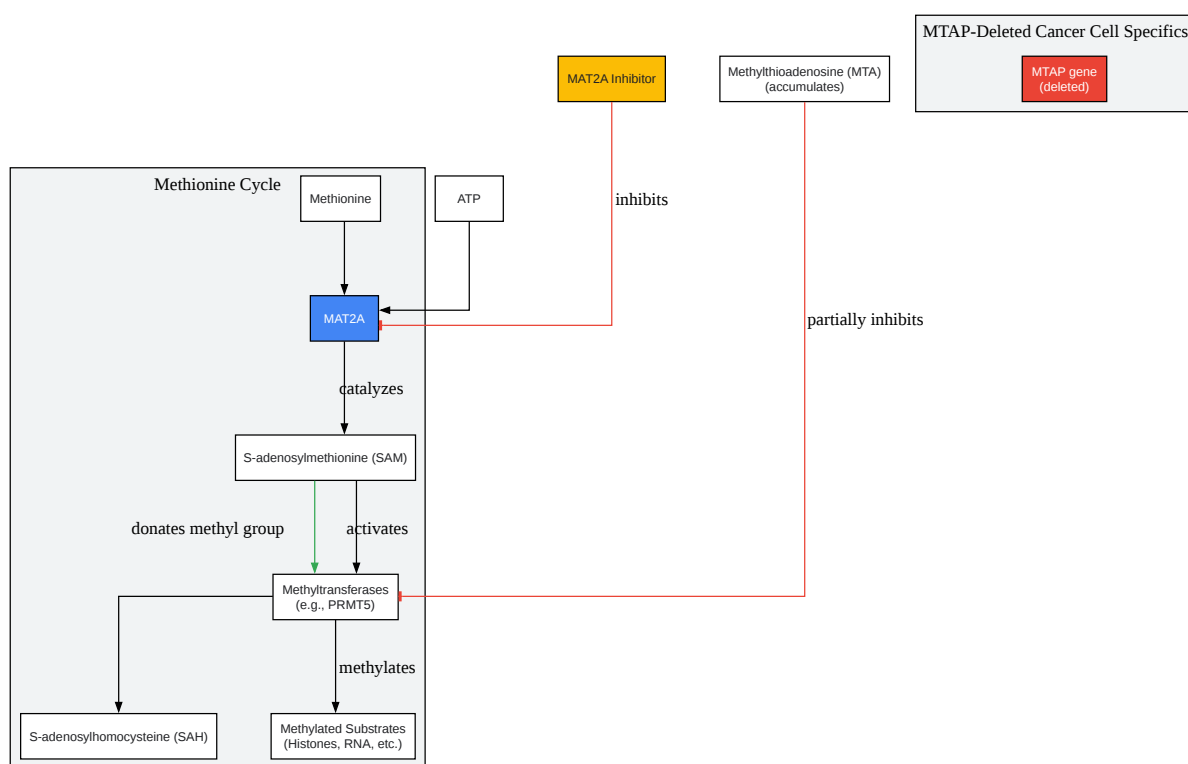 MTAP-Deleted Cancer Cell Specifics
MAT2A Inhibitor
Methylthioadenosine (MTA)
(accumulates)
MTAP gene
(deleted)
Methionine Cycle
Methionine
ATP
inhibits
MAT2A
partially inhibits
catalyzes
S-adenosylmethionine (SAM)
donates methyl group
activates
Methyltransferases
(e.g., PRMT5)
methylates
S-adenosylhomocysteine (SAH)
Methylated Substrates
(Histones, RNA, etc.)